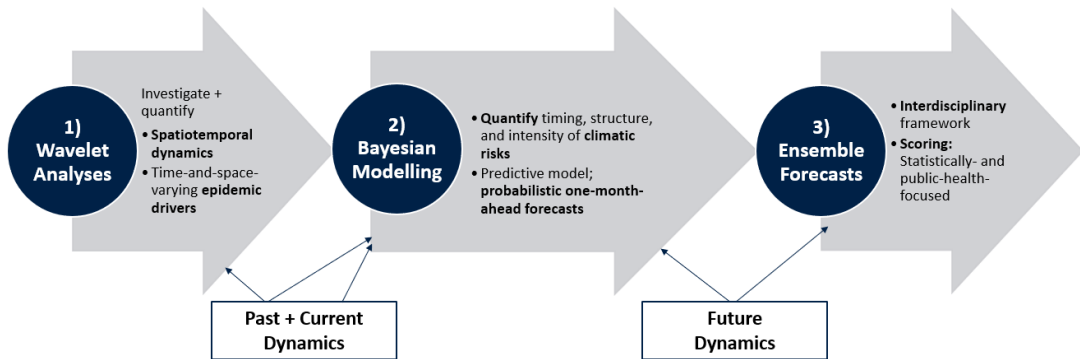 1)
Wavelet
Analyses
Investigate +
quantify
• Spatiotemporal
dynamics
• Time-and-space-
varying epidemic
drivers
2)
Bayesian
Modelling
• Quantify timing, structure,
and intensity of climatic
risks
• Predictive model;
probabilistic one-month-
ahead forecasts
3)
Ensemble
Forecasts
• Interdisciplinary
framework
• Scoring:
Statistically- and
public-health-
focused
Past + Current
Dynamics
Future
Dynamics